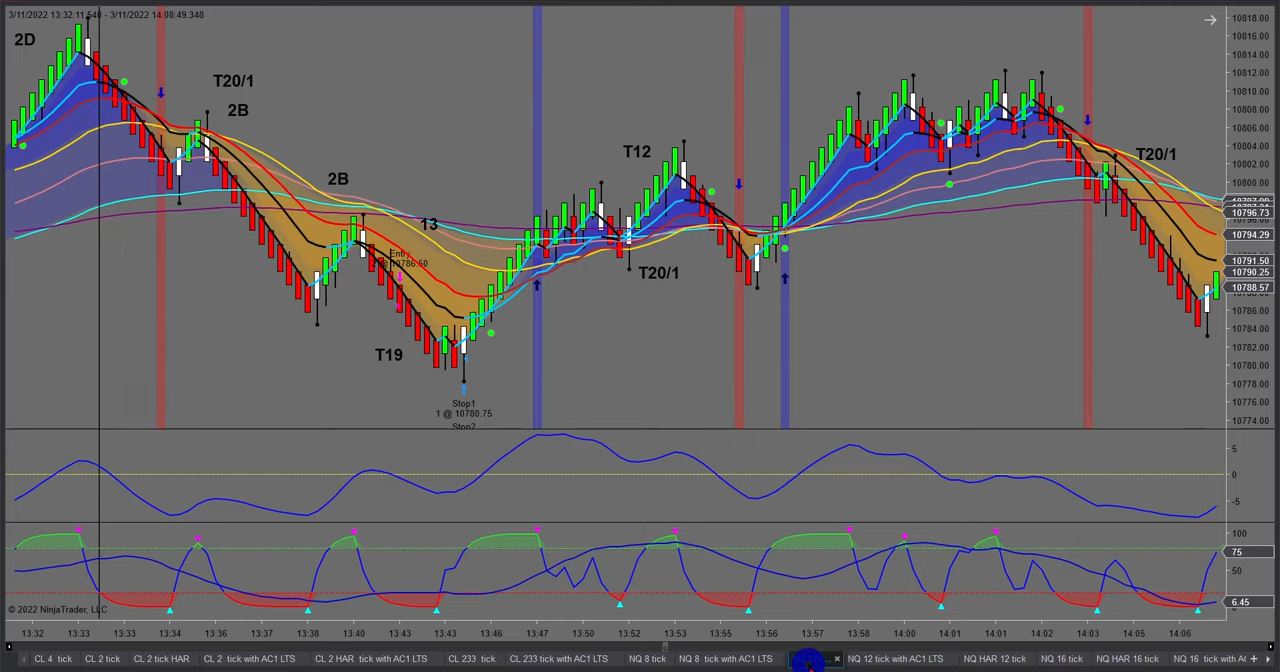 3/11/2022 13:32:11.540 - 3/11/2022 14:08:49.348
2D
T20/1
2B
2B
13
Entry
10786.50
T19
Stop1
1 @ 10780.75
Stop2
T12
T20/1
T20/1
10818.00
10816.00
10814.00
10812.00
10810.00
10808.00
10806.00
10804.00
10802.00
10800.00
10796.73
10794.29
10791.50
10790.25
10788.57
10784.00
10782.00
10780.00
10778.00
10776.00
10774.00
5
0
-5
100
75
50
6.45
© 2022 NinjaTrader, LLC
13:32 13:33 13:33 13:34 13:36 13:37 13:38 13:40 13:43 13:43 13:47 13:52 13:53 13:55 13:56 13:57 13:58 14:00 14:01 14:02 14:03 14:05 14:06
CL 4 tick CL 2 tick CL 2 tick HAR CL 2 tick with AC1 LTS CL 2 HAR tick with AC1 LTS CL 233 tick CL 233 tick with AC1 LTS NQ 8 tick NQ 8 tick with AC1 LTS NQ 12 tick with AC1 LTS NQ HAR 12 tick NQ 16 tick NQ HAR 16 tick NQ 16 tick with AC1 LTS